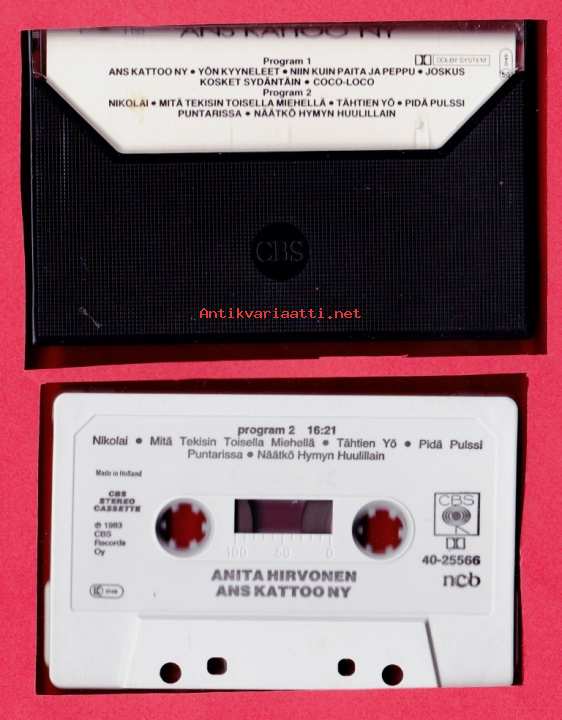 ANS KATTOO NY
Program 1
DOLBY SYSTEM
ANS KATTOO NY • YÖN KYYNELEET • NIIN KUIN PAITA JA PEPPU • JOSKUS
KOSKET SYDÄNTÄIN • COCO-LOCO
Program 2
NIKOLAI • MITÄ TEKISIN TOISELLA MIEHELLÄ • TÄHTIEN YÖ • PIDÄ PULSSI
PUNTARISSA • NÄÄTKÖ HYMYN HUULILLAIN
CBS
Antikvariaatti.net
program 2 16:21
Nikolai • Mitä Tekisin Toisella Miehellä • Tähtien Yö • Pidä Pulssi
Puntarissa • Näätkö Hymyn Huulillain
Made in Holland
CBS
STEREO
CASSETTE
℗ 1983
CBS
Records
Oy
CBS
100 50 0
40-25566
ncb
ANITA HIRVONEN
ANS KATTOO NY